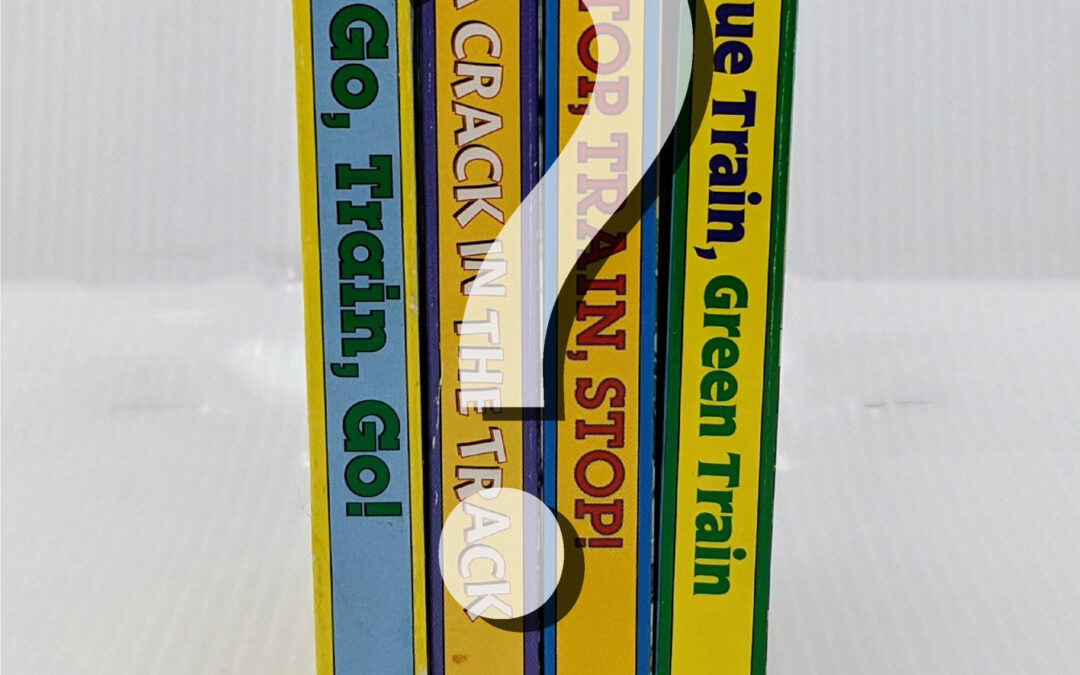 Go, Train, Go!
A CRACK IN THE TRACK
TOP, TRAIN, STOP!
ue Train, Green Train
?